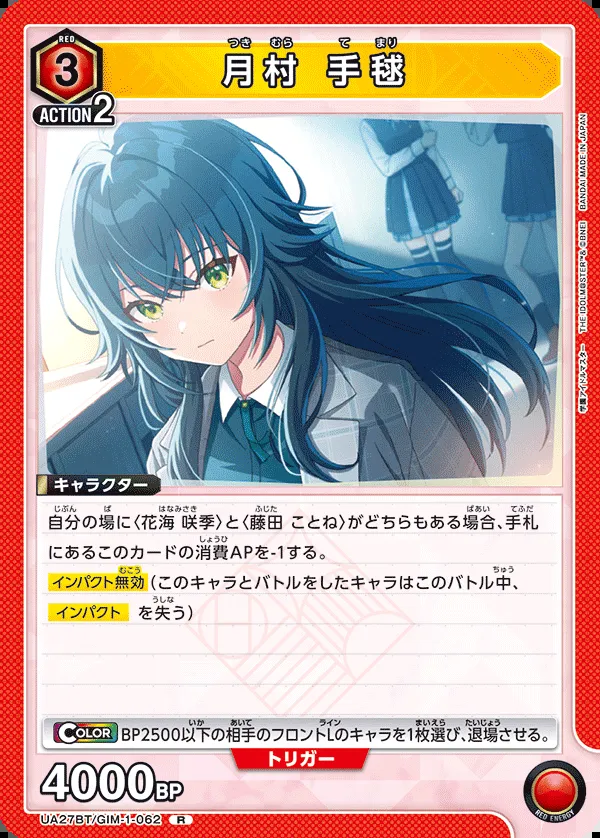 RED
3
ACTION2
つき むら て まり
月村 手毬
学園アイドルマスター THE IDOLM@STER™& ©BNEI BANDAI MADE IN JAPAN
キャラクター
じぶん ば はなみさき ふじた ばあい てふだ
自分の場に〈花海 咲季〉と〈藤田 ことね〉がどちらもある場合、手札
しょうひ
にあるこのカードの消費APを-1する。
むこう ちゅう
インパクト無効(このキャラとバトルをしたキャラはこのバトル中、
うしな
インパクト を失う)
いか あいて ライン まいえら たいじょう
COLOR BP2500以下の相手のフロントLのキャラを1枚選び、退場させる。
トリガー
4000BP
RED ENERGY
UA27BT/GIM-1-062 R